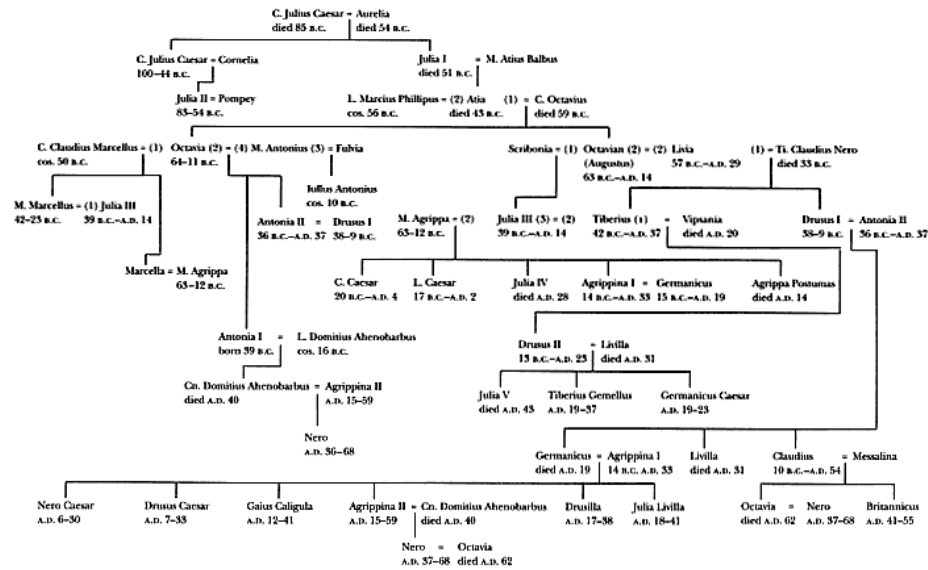 C. Julius Caesar = Aurelia
died 85 B.C. died 54 B.C.
C. Julius Caesar = Cornelia
100–44 B.C.
Julia I = M. Atius Balbus
died 51 B.C.
Julia II = Pompey
83–54 B.C.
L. Marcius Phillipus = (2) Atia (1) = C. Octavius
cos. 56 B.C. died 43 B.C. died 59 B.C.
C. Claudius Marcellus = (1) Octavia (2) = (4) M. Antonius (3) = Fulvia
cos. 50 B.C. 64–11 B.C.
Scribonia = (1) Octavian (2) = (2) Livia (1) = Ti. Claudius Nero
(Augustus) 57 B.C.–A.D. 29 died 33 B.C.
63 B.C.–A.D. 14
Iullus Antonius
cos. 10 B.C.
M. Marcellus = (1) Julia III
42–23 B.C. 39 B.C.–A.D. 14
Antonia II = Drusus I
36 B.C.–A.D. 37 38–9 B.C.
M. Agrippa = (2) Julia III (3) = (2) Tiberius (1) = Vipsania
63–12 B.C. 39 B.C.–A.D. 14 42 B.C.–A.D. 37 died A.D. 20
Drusus I = Antonia II
38–9 B.C. 36 B.C.–A.D. 37
Marcella = M. Agrippa
63–12 B.C.
C. Caesar
20 B.C.–A.D. 4
L. Caesar
17 B.C.–A.D. 2
Julia IV
died A.D. 28
Agrippina I = Germanicus
14 B.C.–A.D. 33 15 B.C.–A.D. 19
Agrippa Postumas
died A.D. 14
Antonia I = L. Domitius Ahenobarbus
born 39 B.C. cos. 16 B.C.
Drusus II = Livilla
13 B.C.–A.D. 23 died A.D. 31
Cn. Domitius Ahenobarbus = Agrippina II
died A.D. 40 A.D. 15–59
Julia V
died A.D. 43
Tiberius Gemellus
A.D. 19–37
Germanicus Caesar
A.D. 19–23
Nero
A.D. 36–68
Germanicus = Agrippina I
died A.D. 19 14 B.C. A.D. 33
Livilla
died A.D. 31
Claudius = Messalina
10 B.C.–A.D. 54
Nero Caesar
A.D. 6–30
Drusus Caesar
A.D. 7–33
Gaius Caligula
A.D. 12–41
Agrippina II = Cn. Domitius Ahenobarbus
A.D. 15–59 died A.D. 40
Drusilla
A.D. 17–38
Julia Livilla
A.D. 18–41
Octavia = Nero
died A.D. 62 A.D. 37–68
Britannicus
A.D. 41–55
Nero = Octavia
A.D. 37–68 died A.D. 62